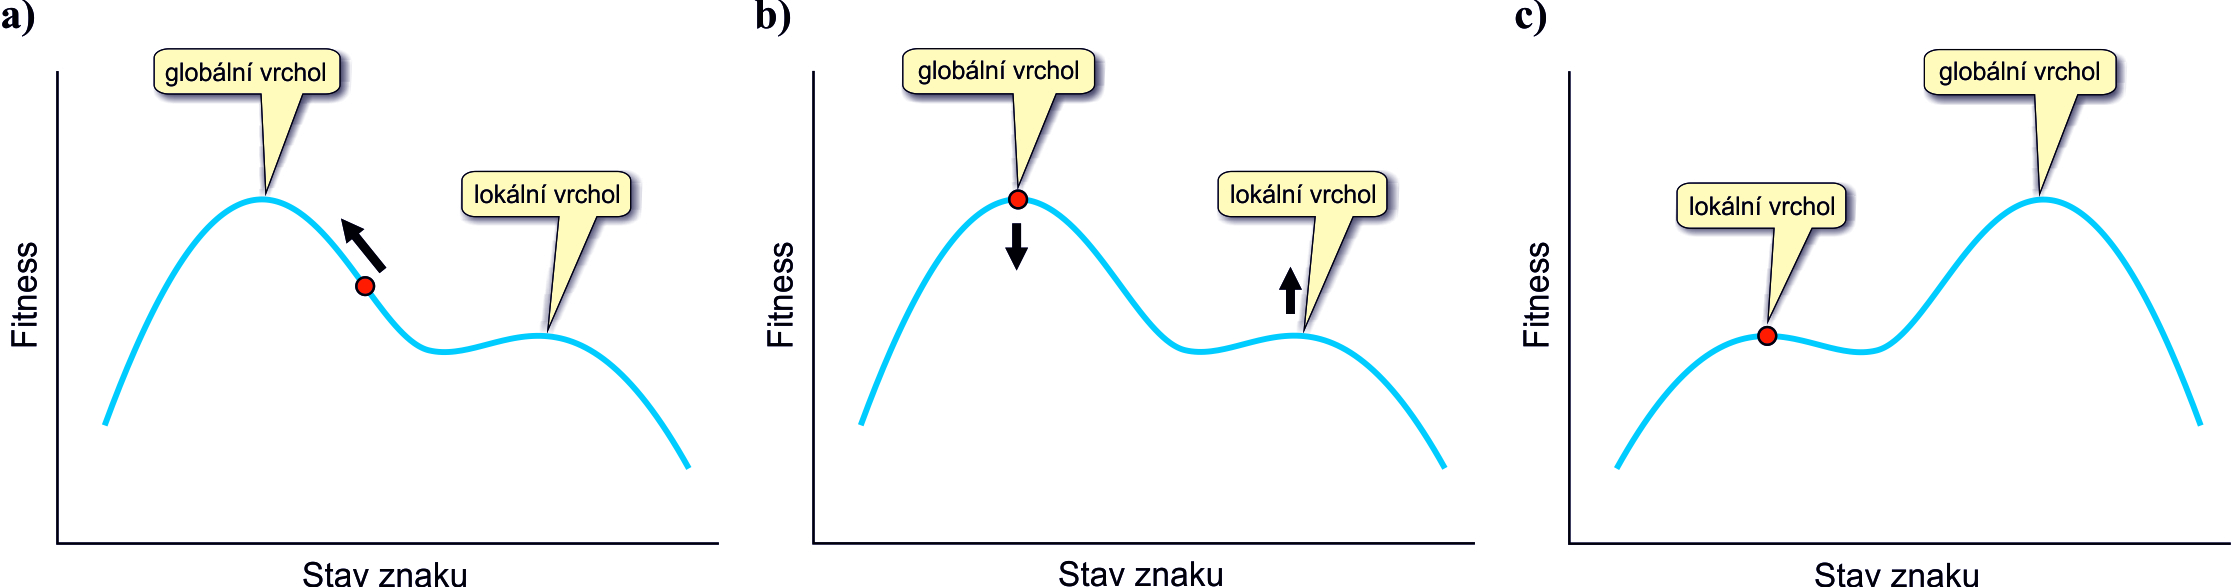 a)
globální vrchol
lokální vrchol
Fitness
Stav znaku
b)
globální vrchol
lokální vrchol
Fitness
Stav znaku
c)
globální vrchol
lokální vrchol
Fitness
Stav znaku